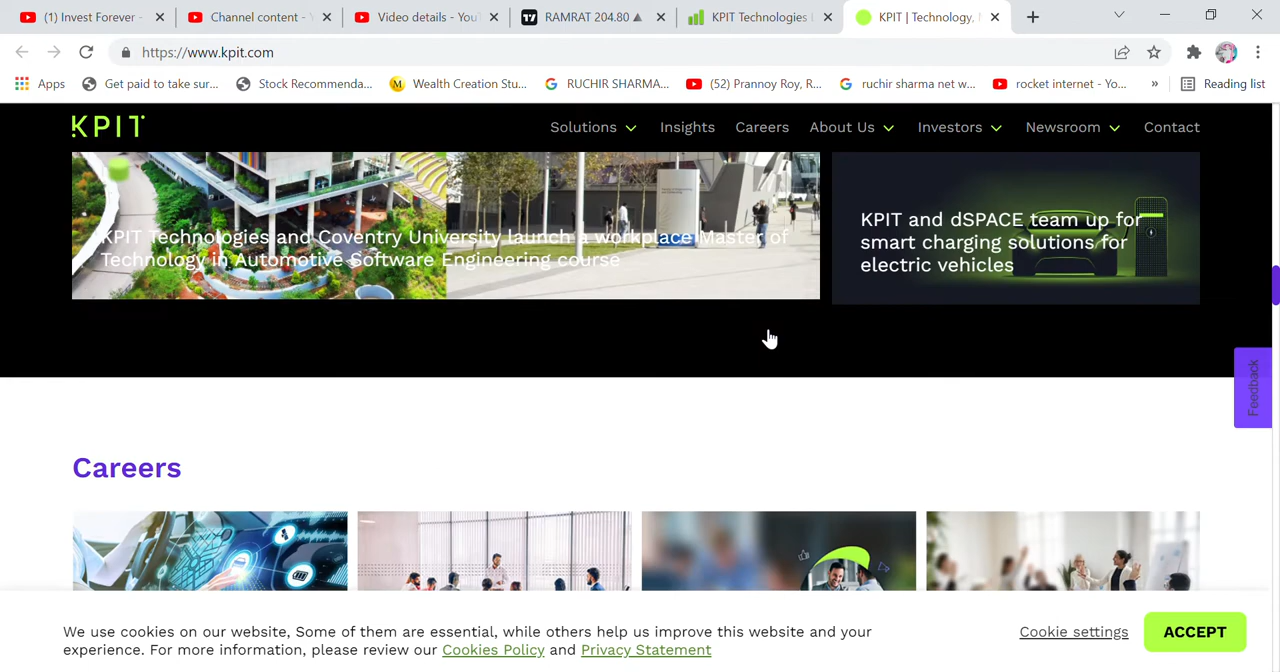 (1) Invest Forever -
Channel content -
Video details - You
RAMRAT 204.80 ▲
KPIT Technologies
KPIT | Technology,
https://www.kpit.com
Apps
Get paid to take sur...
Stock Recommenda...
Wealth Creation Stu...
RUCHIR SHARMA...
(52) Prannoy Roy, R...
ruchir sharma net w...
rocket internet - Yo...
»
Reading list
KPIT
Solutions
Insights
Careers
About Us
Investors
Newsroom
Contact
KPIT Technologies and Coventry University launch a workplace Master of
Technology in Automotive Software Engineering course
KPIT and dSPACE team up for
smart charging solutions for
electric vehicles
Feedback
Careers
We use cookies on our website, Some of them are essential, while others help us improve this website and your
experience. For more information, please review our Cookies Policy and Privacy Statement
Cookie settings
ACCEPT